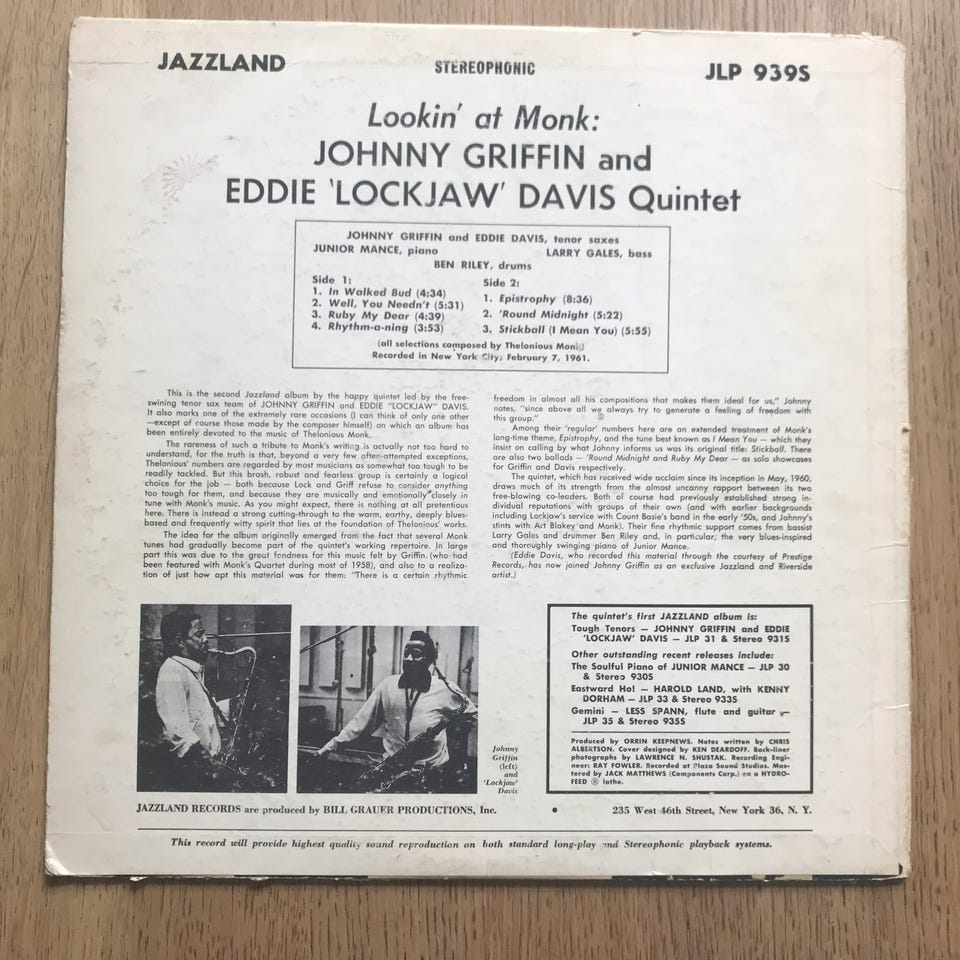 JAZZLAND STEREOPHONIC JLP 939S
Lookin' at Monk:
JOHNNY GRIFFIN and
EDDIE 'LOCKJAW' DAVIS Quintet
JOHNNY GRIFFIN and EDDIE DAVIS, tenor saxes
JUNIOR MANCE, piano LARRY GALES, bass
BEN RILEY, drums
Side 1:
1. In Walked Bud (4:34)
2. Well, You Needn't (5:31)
3. Ruby My Dear (4:39)
4. Rhythm-a-ning (3:53)
Side 2:
1. Epistrophy (8:36)
2. 'Round Midnight (5:22)
3. Stickball (I Mean You) (5:55)
(all selections composed by Thelonious Monk)
Recorded in New York City; February 7, 1961.
This is the second Jazzland album by the happy quintet led by the free-
swining tenor sax team of JOHNNY GRIFFIN and EDDIE "LOCKJAW" DAVIS.
It also marks one of the extremely rare occasions (I can think of only one other
—except of course those made by the composer himself) on which an album has
been entirely devoted to the music of Thelonious Monk.
The rareness of such a tribute to Monk's writing is actually not too hard to
understand, for the truth is that, beyond a very few often-attempted exceptions,
Thelonious' numbers are regarded by most musicians as somewhat too tough to be
readily tackled. But this brash, robust and fearless group is certainly a logical
choice for the job — both because Lock and Griff refuse to consider anything
too tough for them, and because they are musically and emotionally closely in
tune with Monk's music. As you might expect, there is nothing at all pretentious
here. There is instead a strong cutting-through to the warm, earthy, deeply blues-
based and frequently witty spirit that lies at the foundation of Thelonious' works.
The idea for the album originally emerged from the fact that several Monk
tunes had gradually become part of the quintet's working repertoire. In large
part this was due to the great fondness for this music felt by Griffin (who had
been featured with Monk's Quartet during most of 1958), and also to a realiza-
tion of just how apt this material was for them: "There is a certain rhythmic
freedom in almost all his compositions that makes them ideal for us," Johnny
notes, "since above all we always try to generate a feeling of freedom with
this group."
Among their 'regular' numbers here are an extended treatment of Monk's
long-time theme, Epistrophy, and the tune best known as I Mean You — which they
insist on calling by what Johnny informs us was its original title: Stickball. There
are also two ballads — 'Round Midnight and Ruby My Dear — as solo showcases
for Griffin and Davis respectively.
The quintet, which has received wide acclaim since its inception in May, 1960,
draws much of its strength from the almost uncanny rapport between its two
free-blowing co-leaders. Both of course had previously established strong in-
dividual reputations with groups of their own (and with earlier backgrounds
including Lockjaw's service with Count Basie's band in the early '50s, and Johnny's
stints with Art Blakey and Monk). Their fine rhythmic support comes from bassist
Larry Gales and drummer Ben Riley and, in particular, the very blues-inspired
and thoroughly swinging piano of Junior Mance.
(Eddie Davis, who recorded this material through the courtesy of Prestige
Records, has now joined Johnny Griffin as an exclusive Jazzland and Riverside
artist.)
Johnny
Griffin
(left)
and
'Lockjaw'
Davis
The quintet's first JAZZLAND album is:
Tough Tenors — JOHNNY GRIFFIN and EDDIE
'LOCKJAW' DAVIS — JLP 31 & Stereo 931S
Other outstanding recent releases include:
The Soulful Piano of JUNIOR MANCE — JLP 30
& Stereo 930S
Eastward Ho! — HAROLD LAND, with KENNY
DORHAM — JLP 33 & Stereo 933S
Gemini — LESS SPANN, flute and guitar —
JLP 35 & Stereo 935S
Produced by ORRIN KEEPNEWS. Notes written by CHRIS
ALBERTSON. Cover designed by KEN DEARDOFF. Back-liner
photographs by LAWRENCE N. SHUSTAK. Recording Engi-
neer: RAY FOWLER. Recorded at Plaza Sound Studios. Mas-
tered by JACK MATTHEWS (Components Corp.) on a HYDRO-
FEED ® lathe.
JAZZLAND RECORDS are produced by BILL GRAUER PRODUCTIONS, Inc. • 235 West 46th Street, New York 36, N. Y.
This record will provide highest quality sound reproduction on both standard long-play and Stereophonic playback systems.